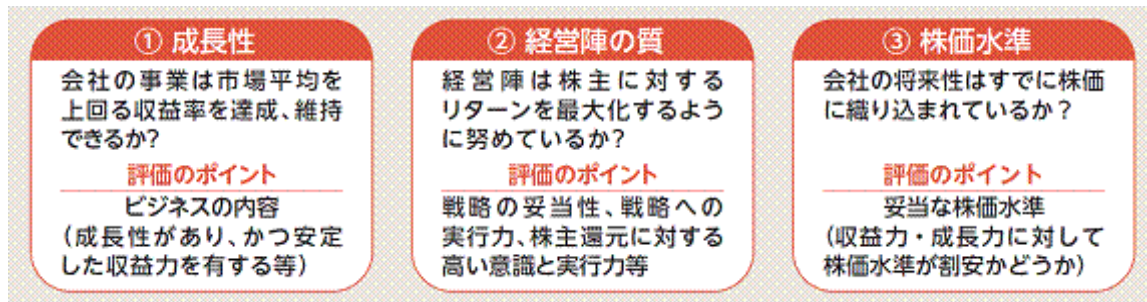 ① 成長性
会社の事業は市場平均を
上回る収益率を達成、維持
できるか?
評価のポイント
ビジネスの内容
(成長性があり、かつ安定
した収益力を有する等)
② 経営陣の質
経営陣は株主に対する
リターンを最大化するよう
に努めているか?
評価のポイント
戦略の妥当性、戦略への
実行力、株主還元に対する
高い意識と実行力等
③ 株価水準
会社の将来性はすでに株価
に織り込まれているか?
評価のポイント
妥当な株価水準
(収益力・成長力に対して
株価水準が割安かどうか)